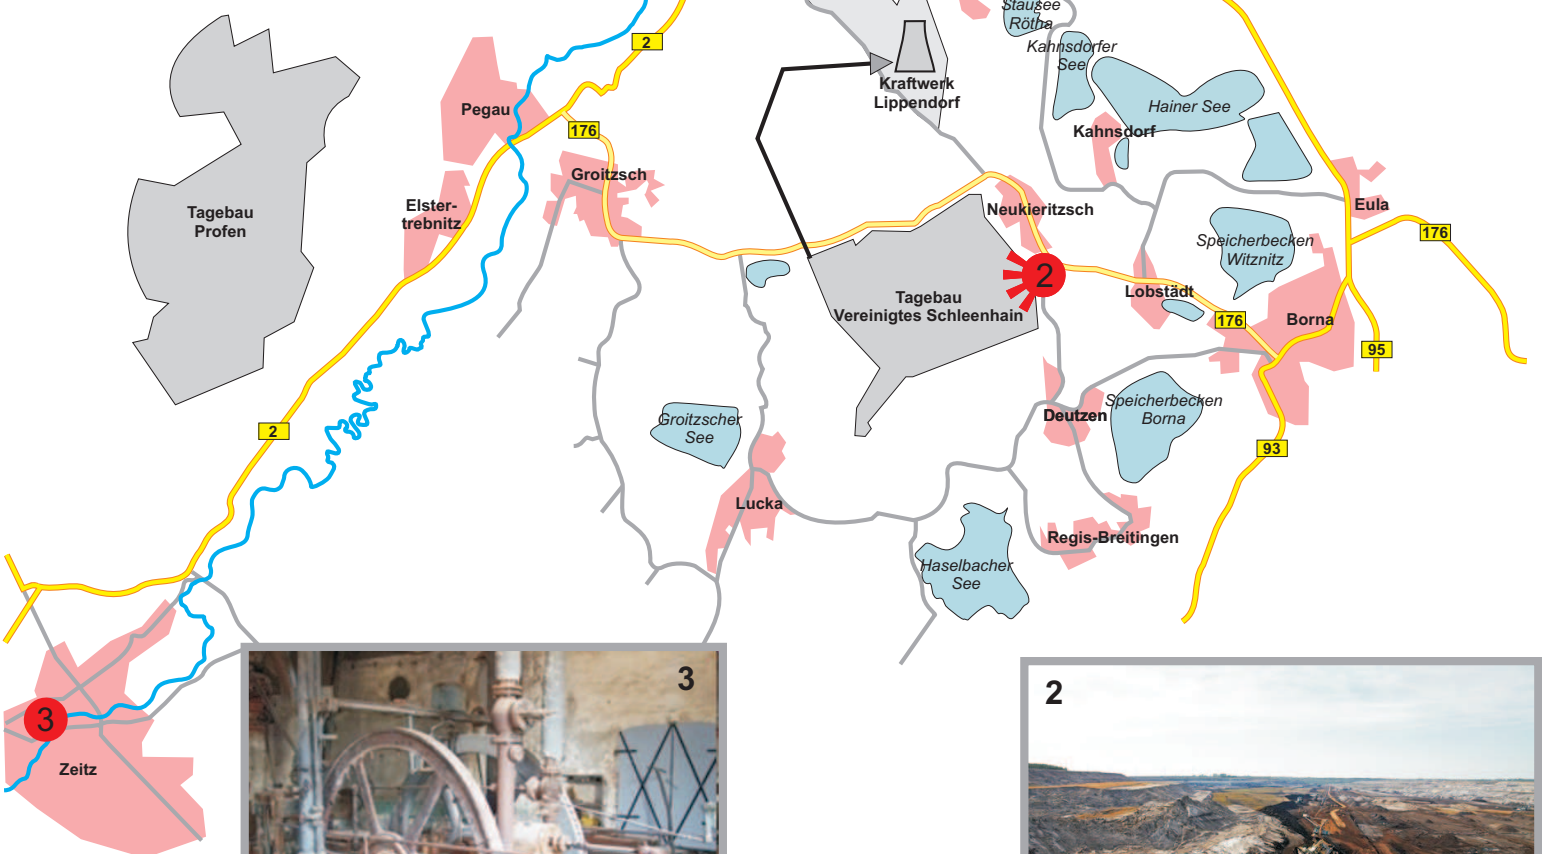 Stausee
Rötha
2
Kahnsdorfer
See
Kraftwerk
Lippendorf
Hainer See
Pegau
176
Kahnsdorf
Groitzsch
Elster-
trebnitz
Tagebau
Profen
Neukieritzsch
Eula
176
Speicherbecken
Witznitz
2
Lobstädt
Tagebau
Vereinigtes Schleenhain
176
Borna
95
Groitzscher
See
Deutzen
Speicherbecken
Borna
2
93
Lucka
Regis-Breitingen
Haselbacher
See
3
Zeitz
3
2